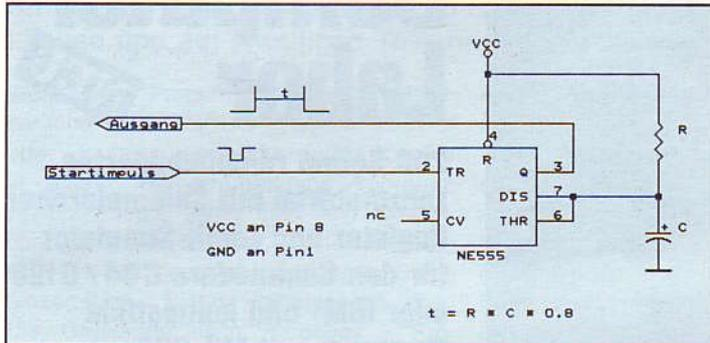 VCC
t
Ausgang
4
R
R
2 TR
Q 3
Startimpuls
DIS 7
nc
5 CV
THR 6
+ C
VCC an Pin 8
GND an Pin1
NE555
t = R * C * 0.8